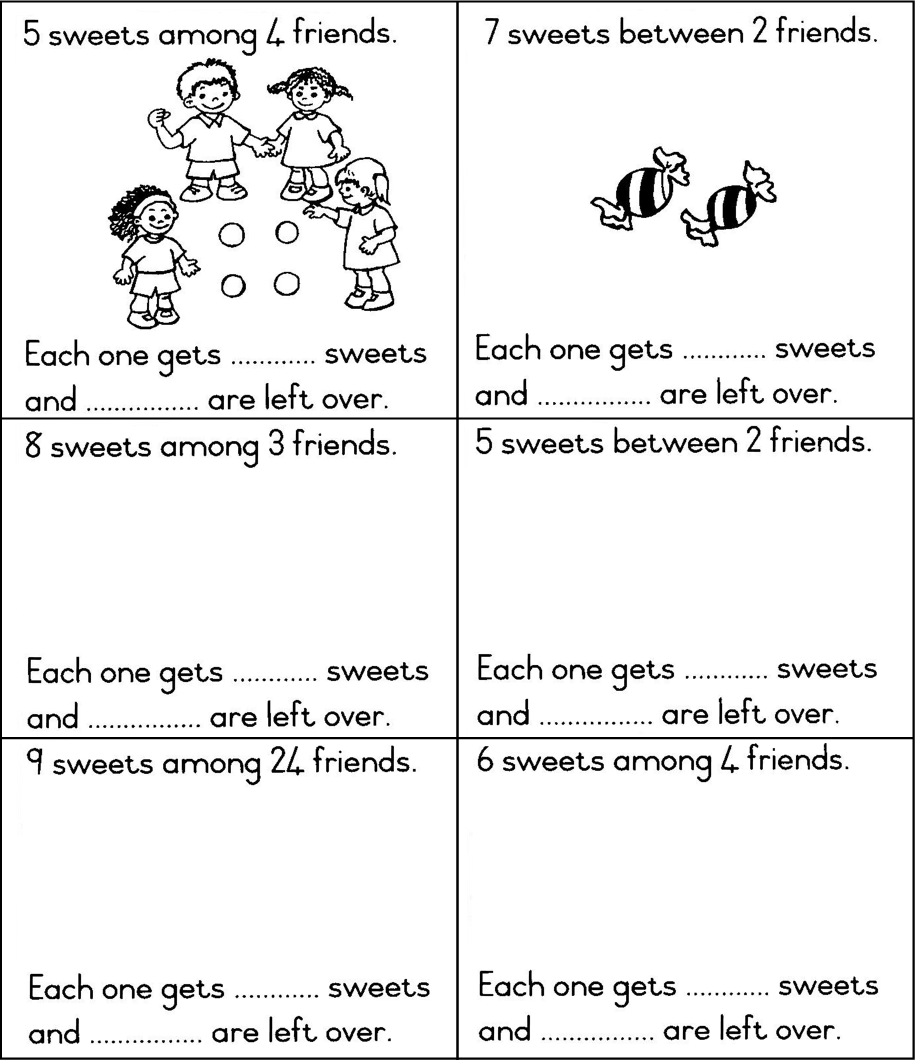 5 sweets among 4 friends.
Each one gets ............ sweets
and ................ are left over.
7 sweets between 2 friends.
Each one gets ............ sweets
and ................ are left over.
8 sweets among 3 friends.
Each one gets ............ sweets
and ................ are left over.
5 sweets between 2 friends.
Each one gets ............ sweets
and ................ are left over.
9 sweets among 24 friends.
Each one gets ............ sweets
and ................ are left over.
6 sweets among 4 friends.
Each one gets ............ sweets
and ................ are left over.